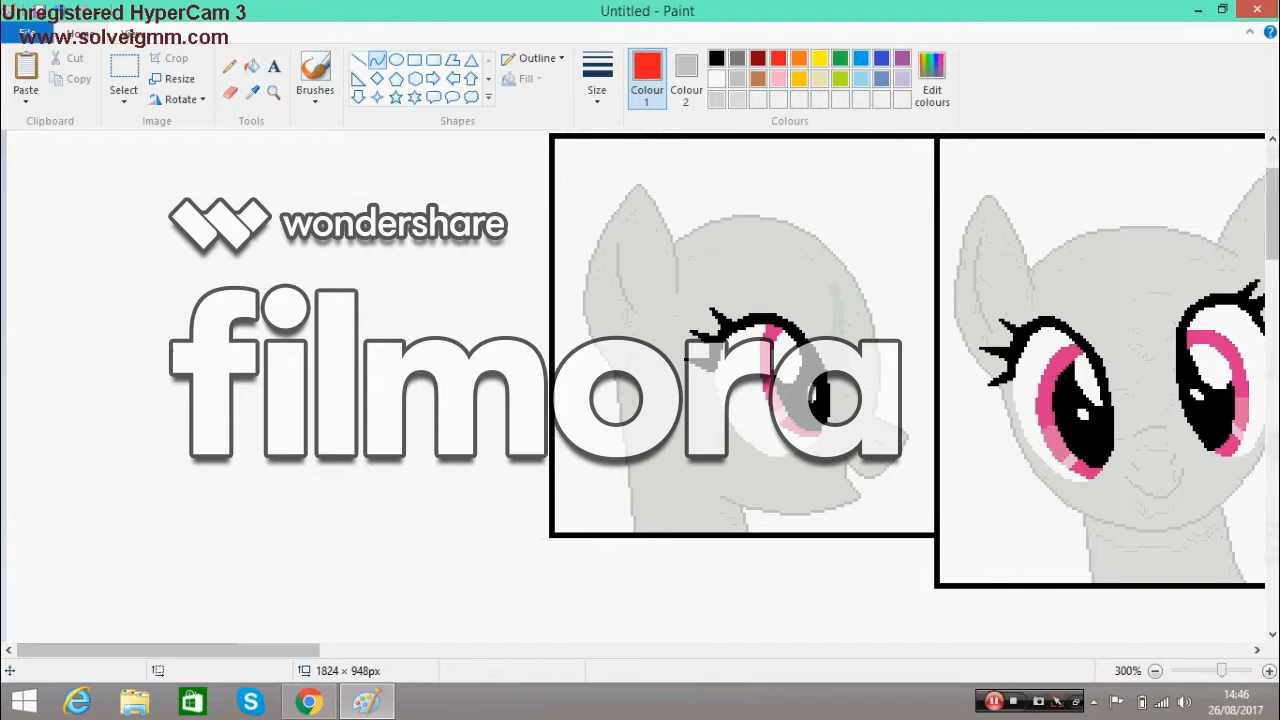 Unregistered HyperCam 3
Untitled - Paint
www.solveigmm.com
File
Home
Paste
Cut
Copy
Clipboard
Select
Crop
Resize
Rotate
Image
A
Tools
Brushes
Outline
Fill
Shapes
Size
Colour
1
Colour
2
Edit
colours
Colours
wondershare
filmora
1824 × 948px
300%
14:46
26/08/2017